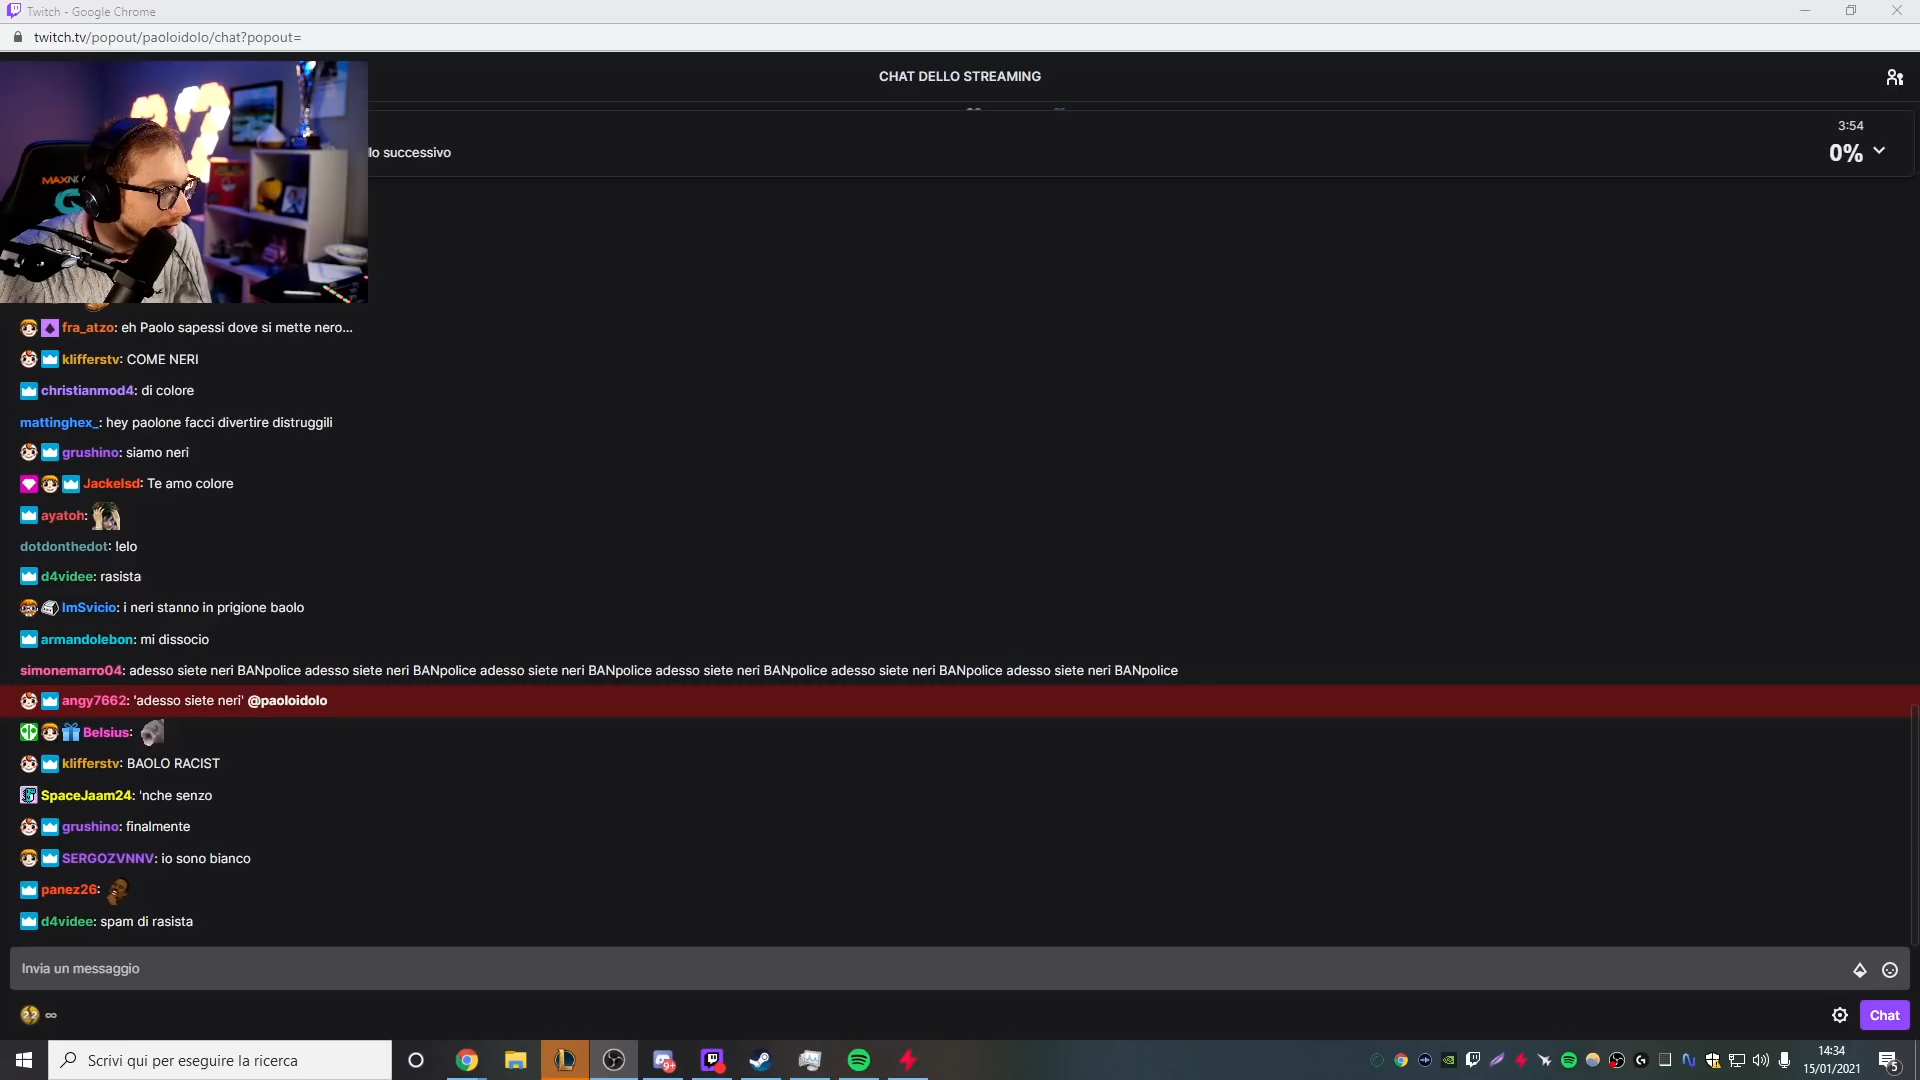 Twitch - Google Chrome
twitch.tv/popout/paoloidolo/chat?popout=
CHAT DELLO STREAMING
3:54
lo successivo
0%
fra_atzo: eh Paolo sapessi dove si mette nero...
klifferstv: COME NERI
christianmod4: di colore
mattinghex_: hey paolone facci divertire distruggili
grushino: siamo neri
Jackelsd: Te amo colore
ayatoh:
dotdonthedot: !elo
d4videe: rasista
ImSvicio: i neri stanno in prigione baolo
armandolebon: mi dissocio
simonemarro04: adesso siete neri BANpolice adesso siete neri BANpolice adesso siete neri BANpolice adesso siete neri BANpolice adesso siete neri BANpolice adesso siete neri BANpolice
angy7662: 'adesso siete neri' @paoloidolo
Belsius:
klifferstv: BAOLO RACIST
SpaceJaam24: 'nche senzo
grushino: finalmente
SERGOZVNNV: io sono bianco
panez26:
d4videe: spam di rasista
Invia un messaggio
∞
Chat
Scrivi qui per eseguire la ricerca
9+
14:34
15/01/2021
5